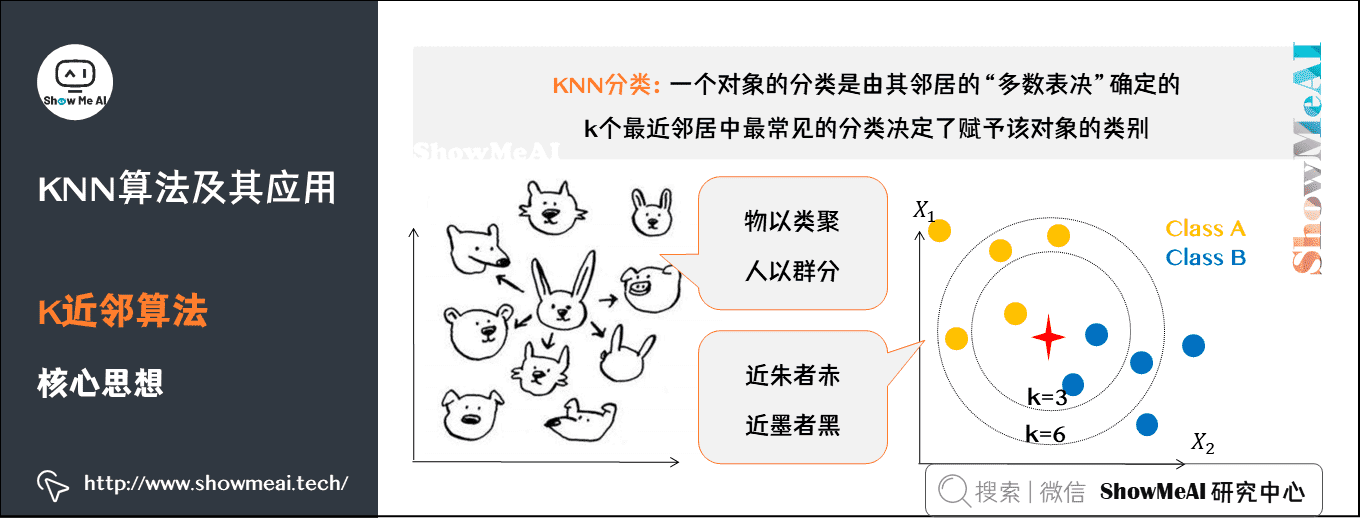 Show Me AI
KNN算法及其应用
K近邻算法
核心思想
http://www.showmeai.tech/
KNN分类: 一个对象的分类是由其邻居的“多数表决”确定的
k个最近邻居中最常见的分类决定了赋予该对象的类别
ShowMeAI
ShowMeAI
物以类聚
人以群分
近朱者赤
近墨者黑
X1
Class A
Class B
k=3
k=6
X2
搜索 | 微信 ShowMeAI 研究中心